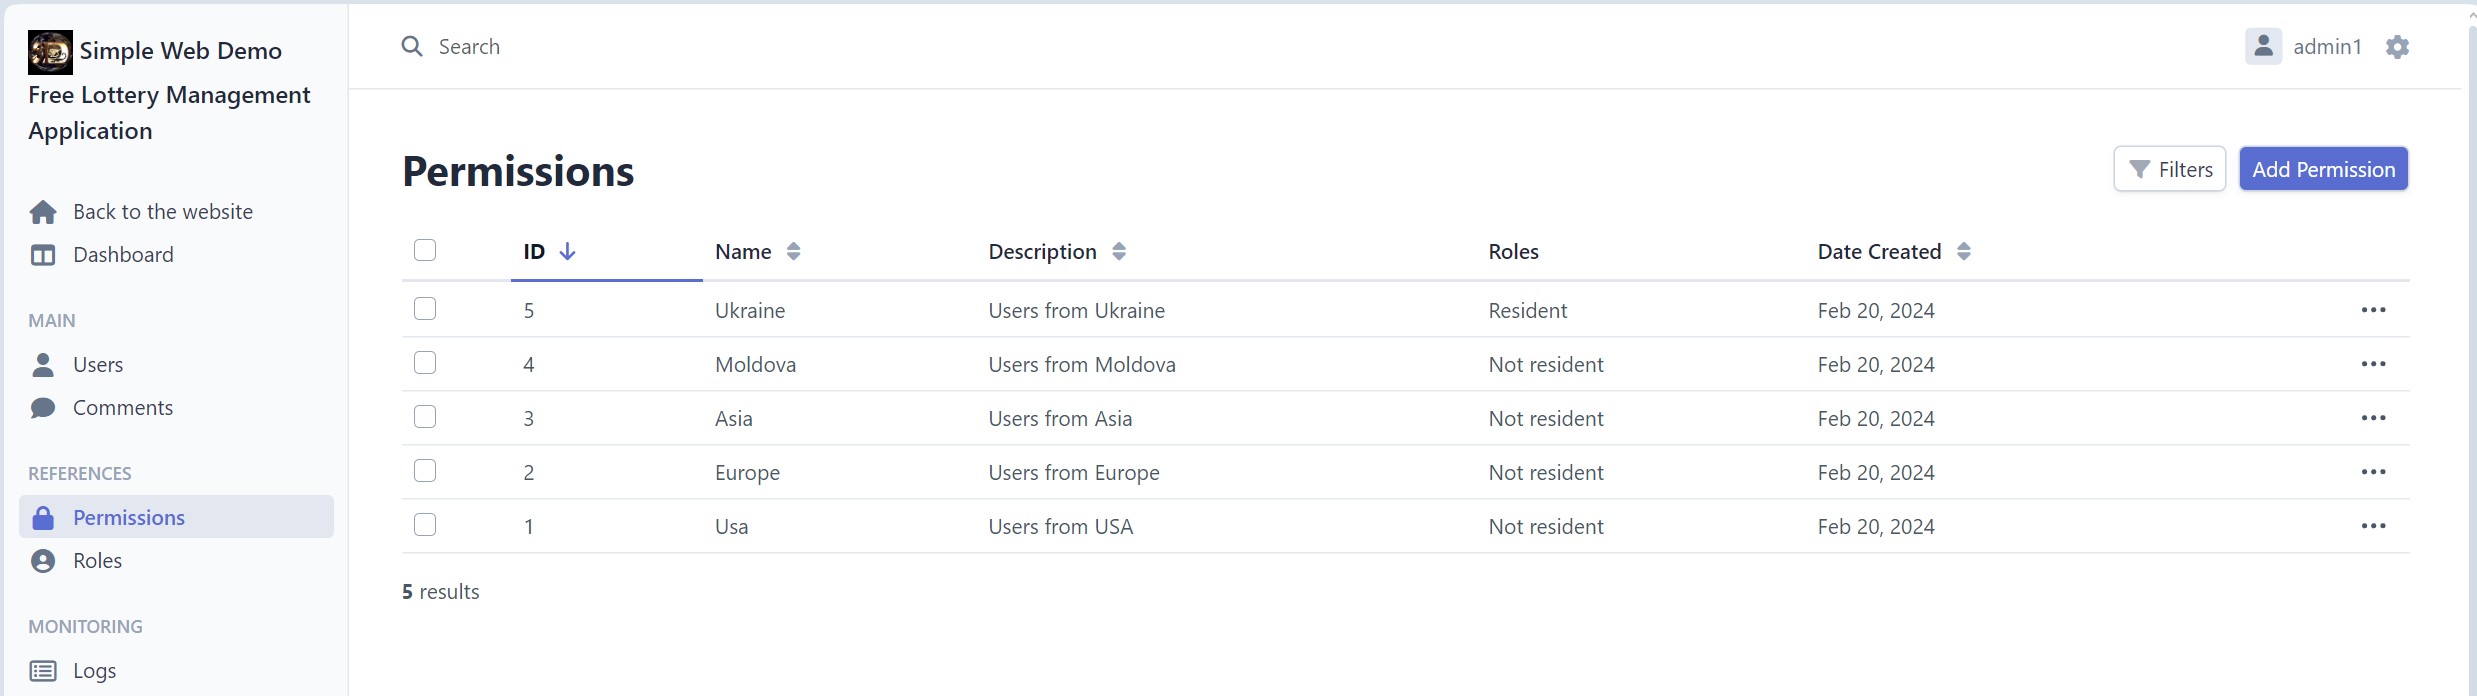 Simple Web Demo
Free Lottery Management
Application
Back to the website
Dashboard
MAIN
Users
Comments
REFERENCES
Permissions
Roles
MONITORING
Logs
Search
admin1
Permissions
Filters
Add Permission
ID Name Description Roles Date Created
5 Ukraine Users from Ukraine Resident Feb 20, 2024
4 Moldova Users from Moldova Not resident Feb 20, 2024
3 Asia Users from Asia Not resident Feb 20, 2024
2 Europe Users from Europe Not resident Feb 20, 2024
1 Usa Users from USA Not resident Feb 20, 2024
5 results